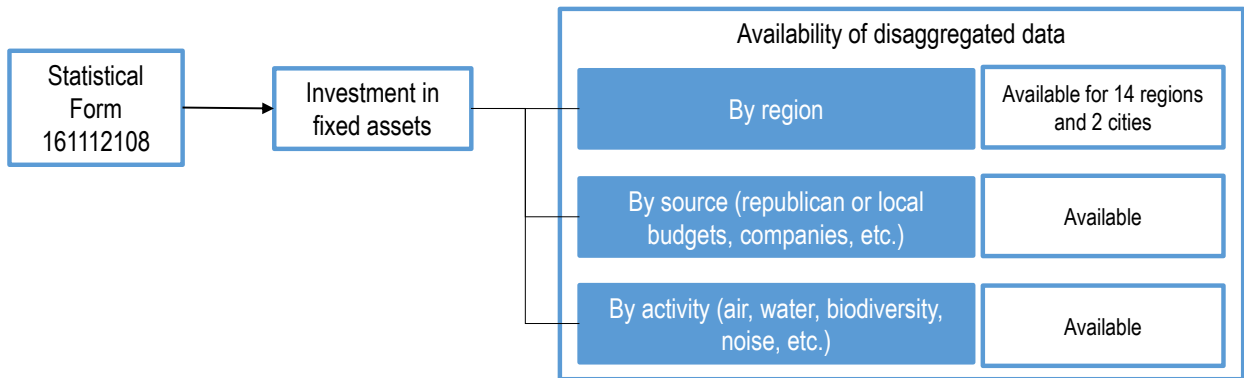 Statistical
Form
161112108
Investment in
fixed assets
Availability of disaggregated data
By region
Available for 14 regions
and 2 cities
By source (republican or local
budgets, companies, etc.)
Available
By activity (air, water, biodiversity,
noise, etc.)
Available